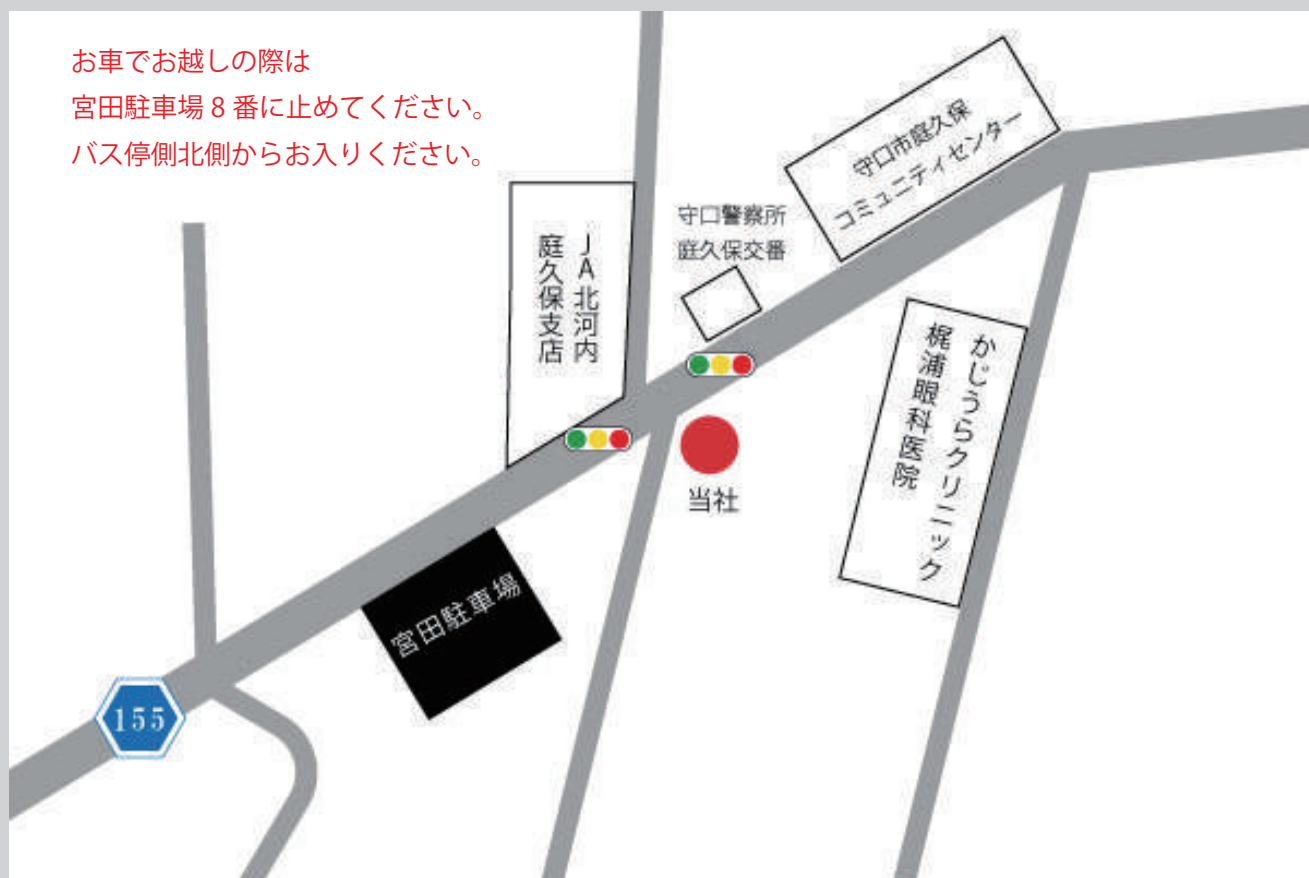 お車でお越しの際は
宮田駐車場 8 番に止めてください。
バス停側北側からお入りください。
守口市庭久保
コミュニティセンター
守口警察所
庭久保交番
JA北河内
庭久保支店
かじうらクリニック
梶浦眼科医院
当社
宮田駐車場
155